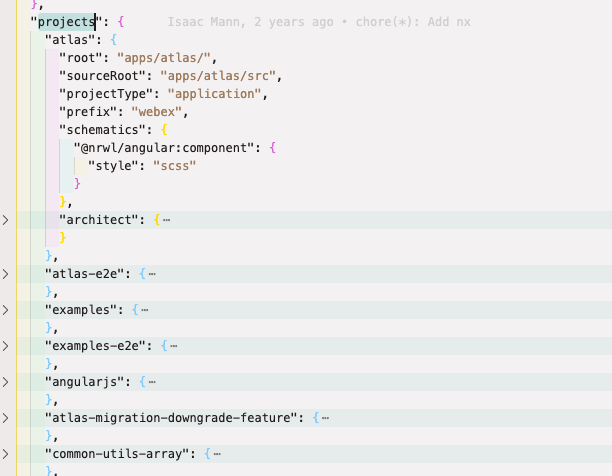 },
"projects": { Isaac Mann, 2 years ago • chore(*): Add nx
"atlas": {
"root": "apps/atlas/",
"sourceRoot": "apps/atlas/src",
"projectType": "application",
"prefix": "webex",
"schematics": {
"@nrwl/angular:component": {
"style": "scss"
}
},
"architect": {⋯
}
},
"atlas-e2e": {⋯
},
"examples": {⋯
},
"examples-e2e": {⋯
},
"angularjs": {⋯
},
"atlas-migration-downgrade-feature": {⋯
},
"common-utils-array": {⋯
},